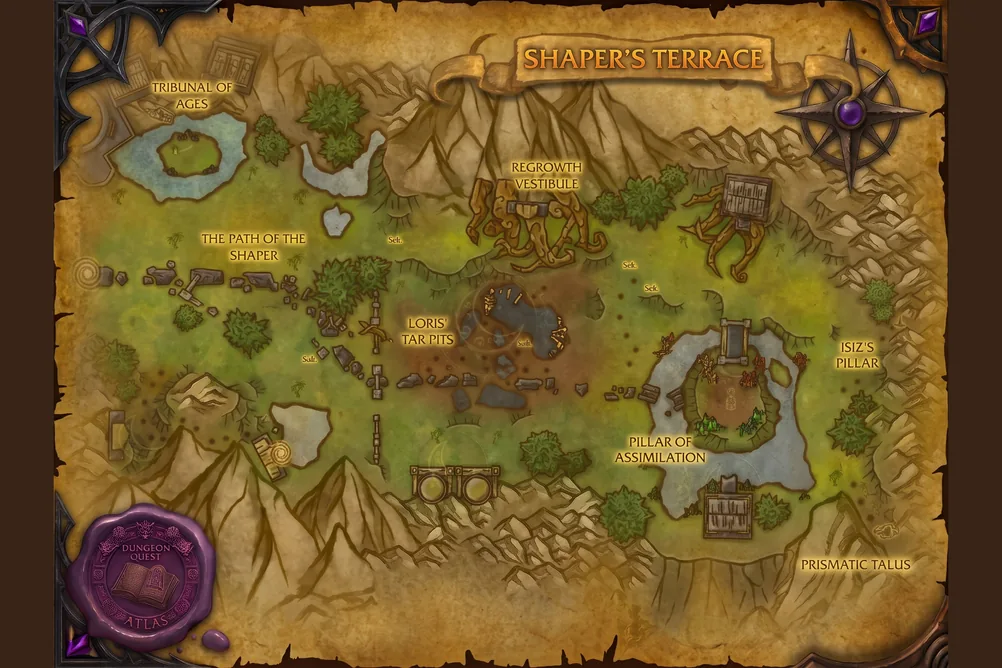 SHAPER'S TERRACE
TRIBUNAL OF
AGES
REGROWTH
VESTIBULE
THE PATH OF THE
SHAPER
LORIS'
TAR PITS
ISIZ'S
PILLAR
PILLAR OF
ASSIMILATION
PRISMATIC TALUS
DUNGEON
QUEST
ATLAS